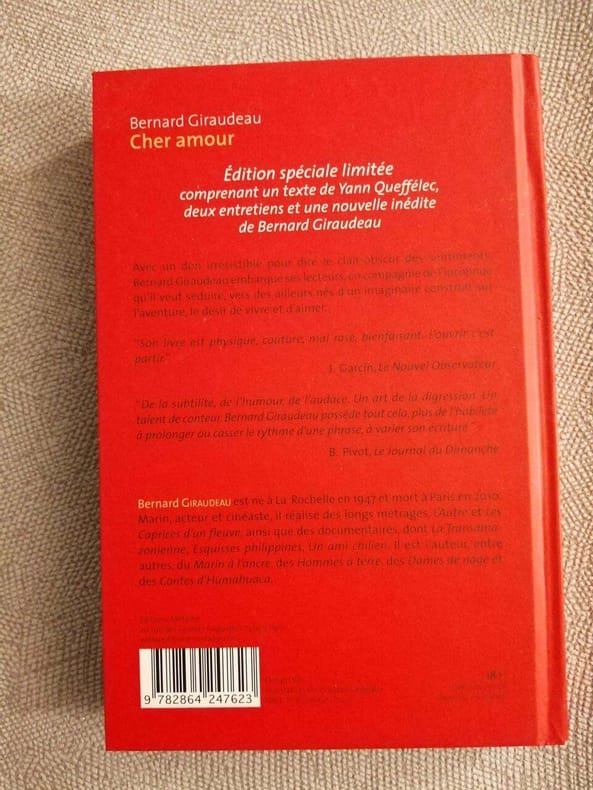 Bernard Giraudeau
Cher amour
Édition spéciale limitée
comprenant un texte de Yann Queffélec,
deux entretiens et une nouvelle inédite
de Bernard Giraudeau
Avec un don irrésistible pour dire le clair-obscur des sentiments,
Bernard Giraudeau embarque ses lecteurs, en compagnie de l'inconnue
qu'il veut séduire, vers des ailleurs nés d'un imaginaire construit sur
l'aventure, le désir de vivre et d'aimer.
"Son livre est physique, couturé, mal rasé, bienfaisant. L'ouvrir c'est
partir."
J. Garcin, Le Nouvel Observateur
"De la subtilité, de l'humour, de l'audace. Un art de la digression. Un
talent de conteur. Bernard Giraudeau possède tout cela, plus de l'habileté
à prolonger ou casser le rythme d'une phrase, à varier son écriture."
B. Pivot, Le Journal du Dimanche
Bernard GIRAUDEAU est né à La Rochelle en 1947 et mort à Paris en 2010.
Marin, acteur et cinéaste, il réalise des longs métrages, L'Autre et Les
Caprices d'un fleuve, ainsi que des documentaires, dont La Transama-
zonienne, Esquisses philippines, Un ami chilien. Il est l'auteur, entre
autres, du Marin à l'ancre, des Hommes à terre, des Dames de nage et
des Contes d'Humahuaca.
9 782864 247623